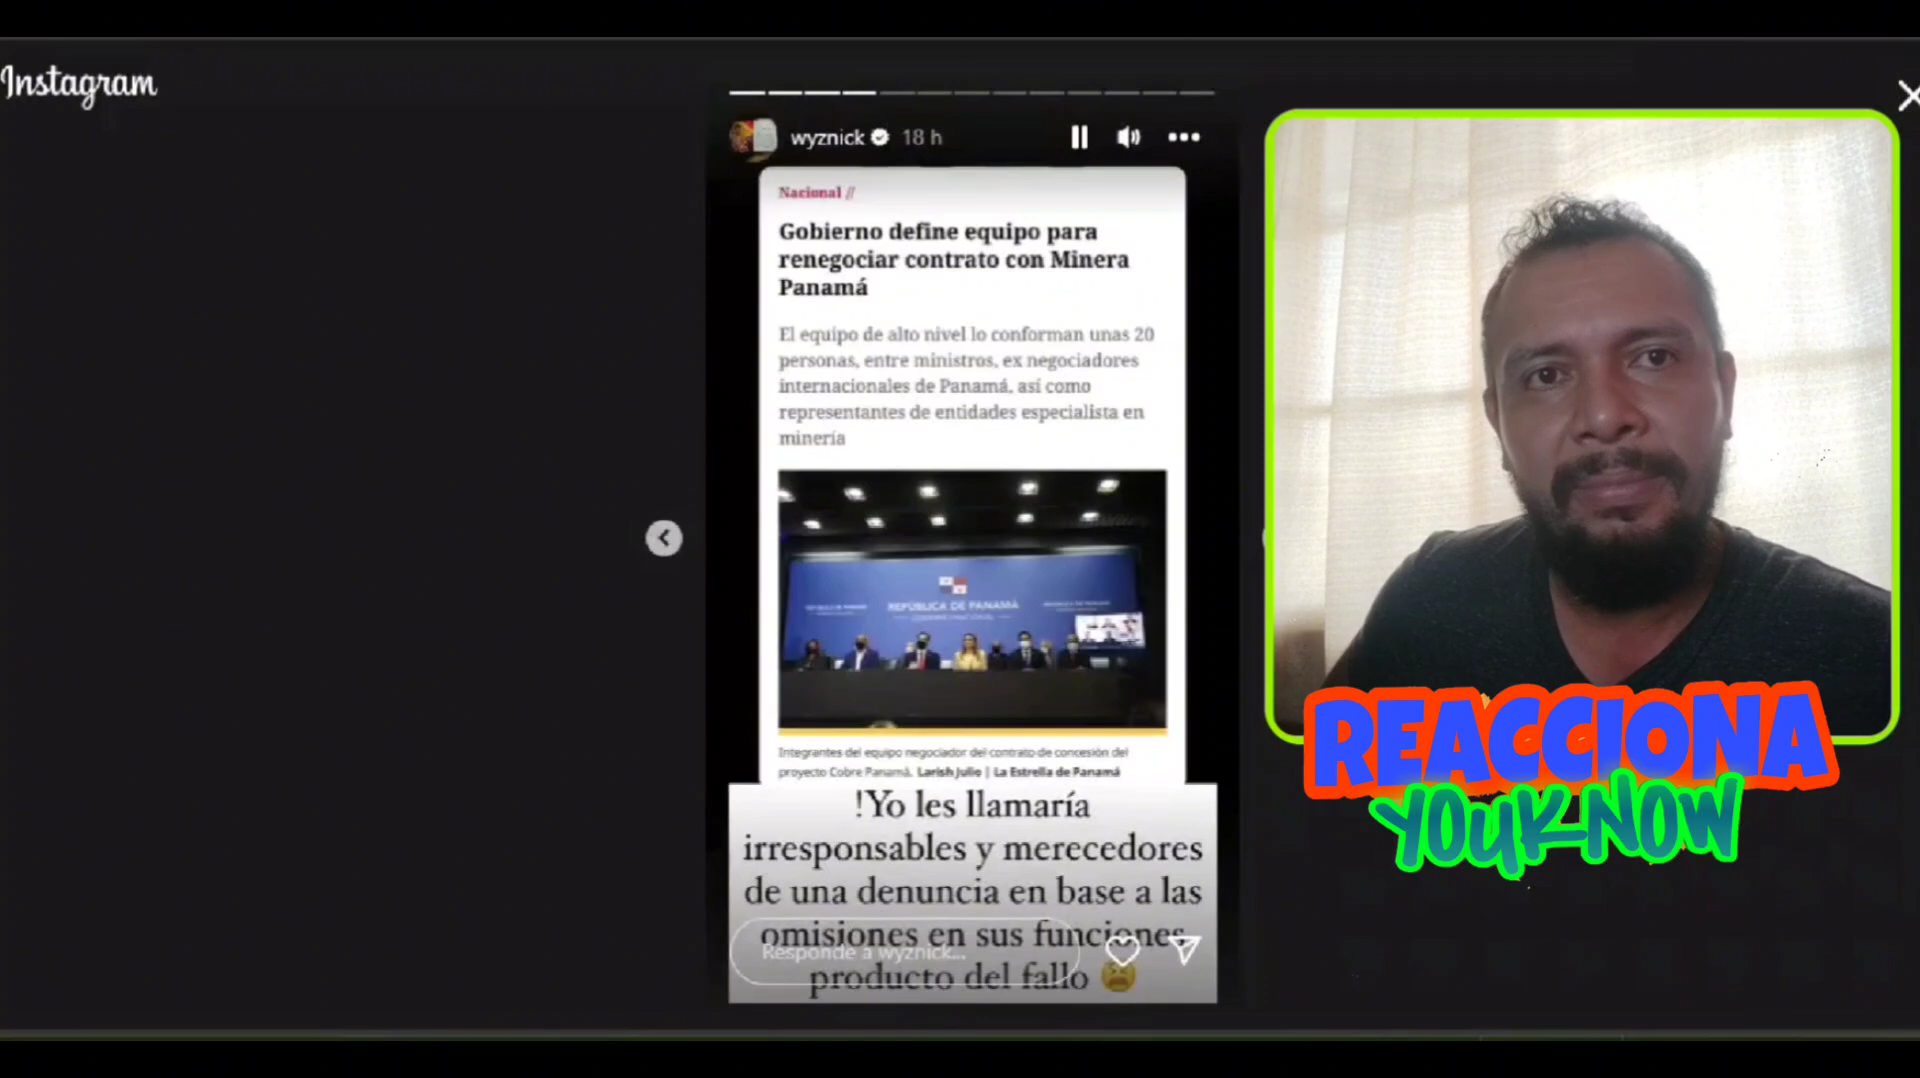 Instagram
wyznick 18 h
Nacional //
Gobierno define equipo para
renegociar contrato con Minera
Panamá
El equipo de alto nivel lo conforman unas 20
personas, entre ministros, ex negociadores
internacionales de Panamá, así como
representantes de entidades especialista en
minería
REPÚBLICA DE PANAMÁ
Integrantes del equipo negociador del contrato de concesión del
proyecto Cobre Panamá. Larish Julio | La Estrella de Panamá
!Yo les llamaría
irresponsables y merecedores
de una denuncia en base a las
omisiones en sus funciones
Responde a wyznick...
producto del fallo
REACCIONA
YOUK-NOW